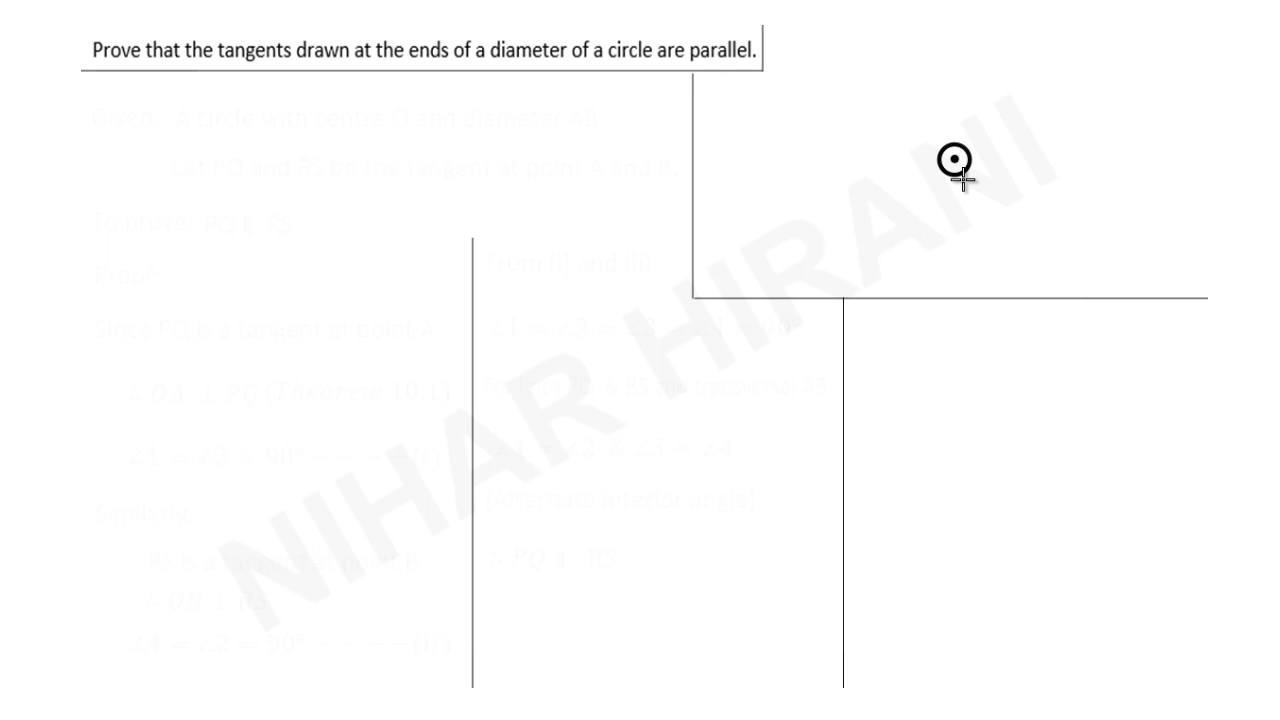 Prove that the tangents drawn at the ends of a diameter of a circle are parallel.
Given: A circle with centre O and diameter AB
Let PQ and RS be the tangent at point A and B.
To prove: PQ ∥ RS
Proof:
Since PQ is a tangent at point A
∴ OA ⊥ PQ (Theorem 10.1)
∠1 = ∠3 = 90° − − − −(i)
Similarly,
RS is a tangent at point B
∴ OB ⊥ RS
∠4 = ∠2 = 90° − − − −(ii)
From (i) and (ii)
∠1 = ∠2 = ∠3 = ∠4 = 90°
For lines PQ & RS and transversal AB
∠1 = ∠2 & ∠3 = ∠4
(Alternate interior angle)
∴ PQ ∥ RS
NIHAR HIRANI